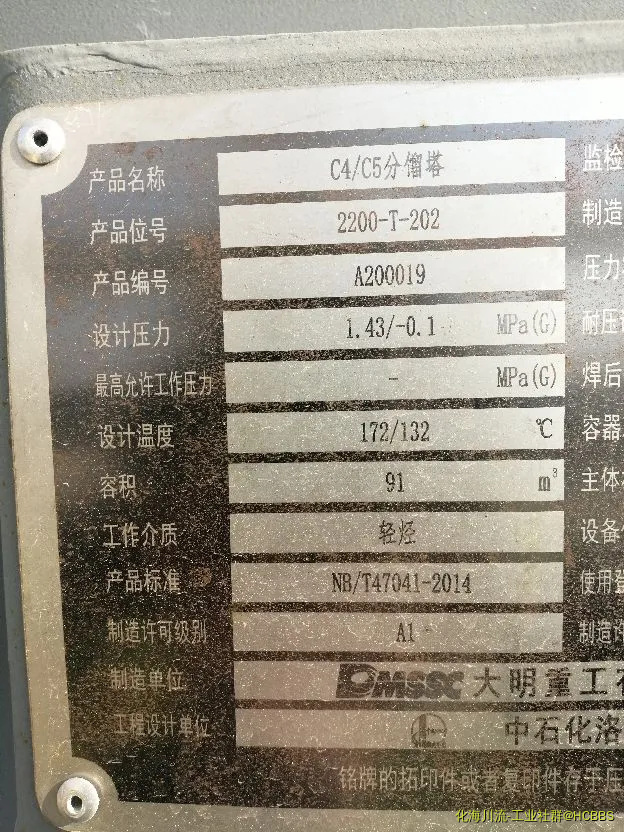 产品名称 C4/C5分馏塔 监检
产品位号 2200-T-202 制造
产品编号 A200019 压力
设计压力 1.43/-0.1 MPa(G) 耐压
最高允许工作压力 - MPa(G) 焊后
设计温度 172/132 ℃ 容器
容积 91 m³ 主体
工作介质 轻烃 设备
产品标准 NB/T47041-2014 使用
制造许可级别 A1 制造
制造单位 DMSSC 大明重工
工程设计单位 中石化洛
铭牌的拓印件或者复印件存于压
化海川流-工业社群@HCBBS